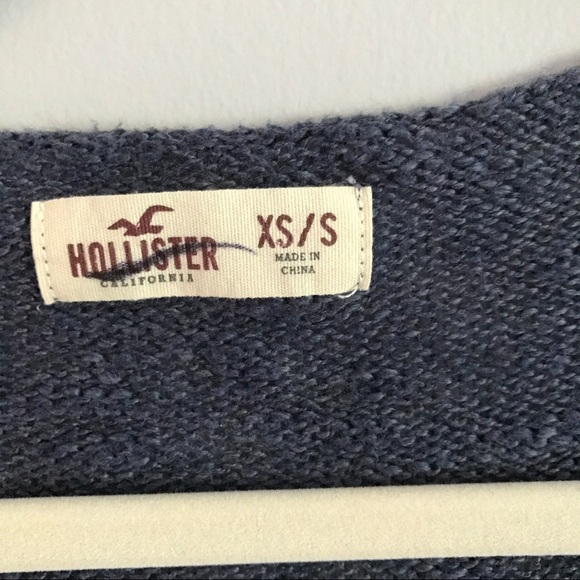 HOLLISTER
CALIFORNIA
XS/S
MADE IN
CHINA